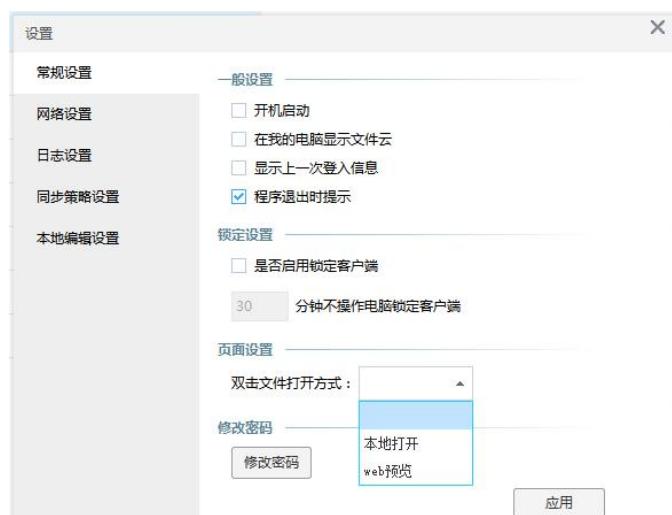 设置
常规设置
网络设置
日志设置
同步策略设置
本地编辑设置
一般设置
开机启动
在我的电脑显示文件云
显示上一次登入信息
程序退出时提示
锁定设置
是否启用锁定客户端
30 分钟不操作电脑锁定客户端
页面设置
双击文件打开方式：
本地打开
web预览
修改密码
修改密码
应用